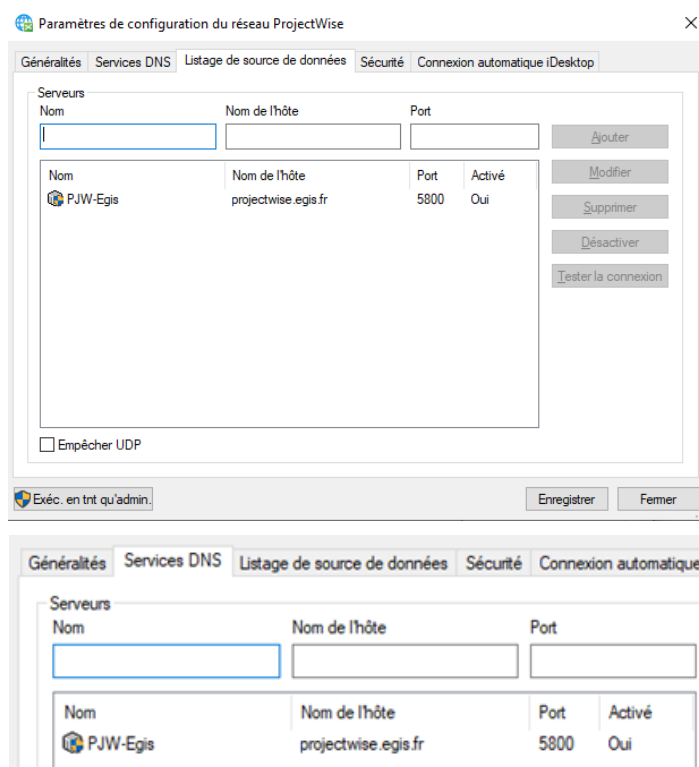 Paramètres de configuration du réseau ProjectWise
Généralités Services DNS Listage de source de données Sécurité Connexion automatique iDesktop
Serveurs
Nom Nom de l'hôte Port
Ajouter
Nom Nom de l'hôte Port Activé
Modifier
PJW-Egis projectwise.egis.fr 5800 Oui
Supprimer
Désactiver
Tester la connexion
Empêcher UDP
Exéc. en tnt qu'admin. Enregistrer Fermer
Généralités Services DNS Listage de source de données Sécurité Connexion automatique
Serveurs
Nom Nom de l'hôte Port
Nom Nom de l'hôte Port Activé
PJW-Egis projectwise.egis.fr 5800 Oui